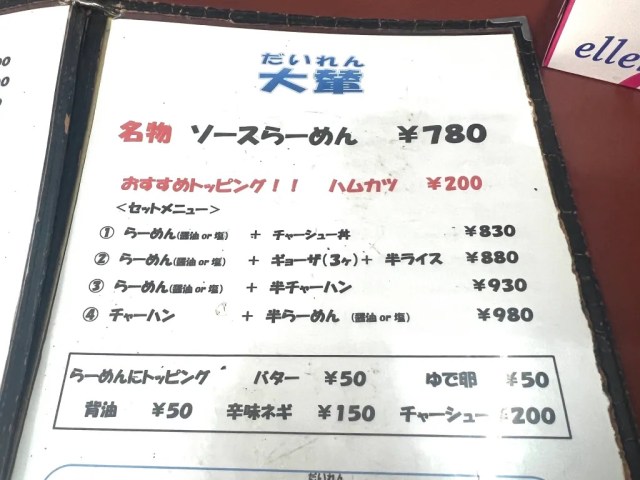 だいれん
大輦
名物 ソースらーめん ￥780
おすすめトッピング！！ ハムカツ ￥200
＜セットメニュー＞
① らーめん(醤油 or 塩) ＋ チャーシュー丼 ￥830
② らーめん(醤油 or 塩) ＋ ギョーザ(3ヶ)＋ 半ライス ￥880
③ らーめん(醤油 or 塩) ＋ 半チャーハン ￥930
④ チャーハン ＋ 半らーめん (醤油 or 塩) ￥980
らーめんにトッピング バター ￥50 ゆで卵 ￥50
背油 ￥50 辛味ネギ ￥150 チャーシュー ￥200
だいれん